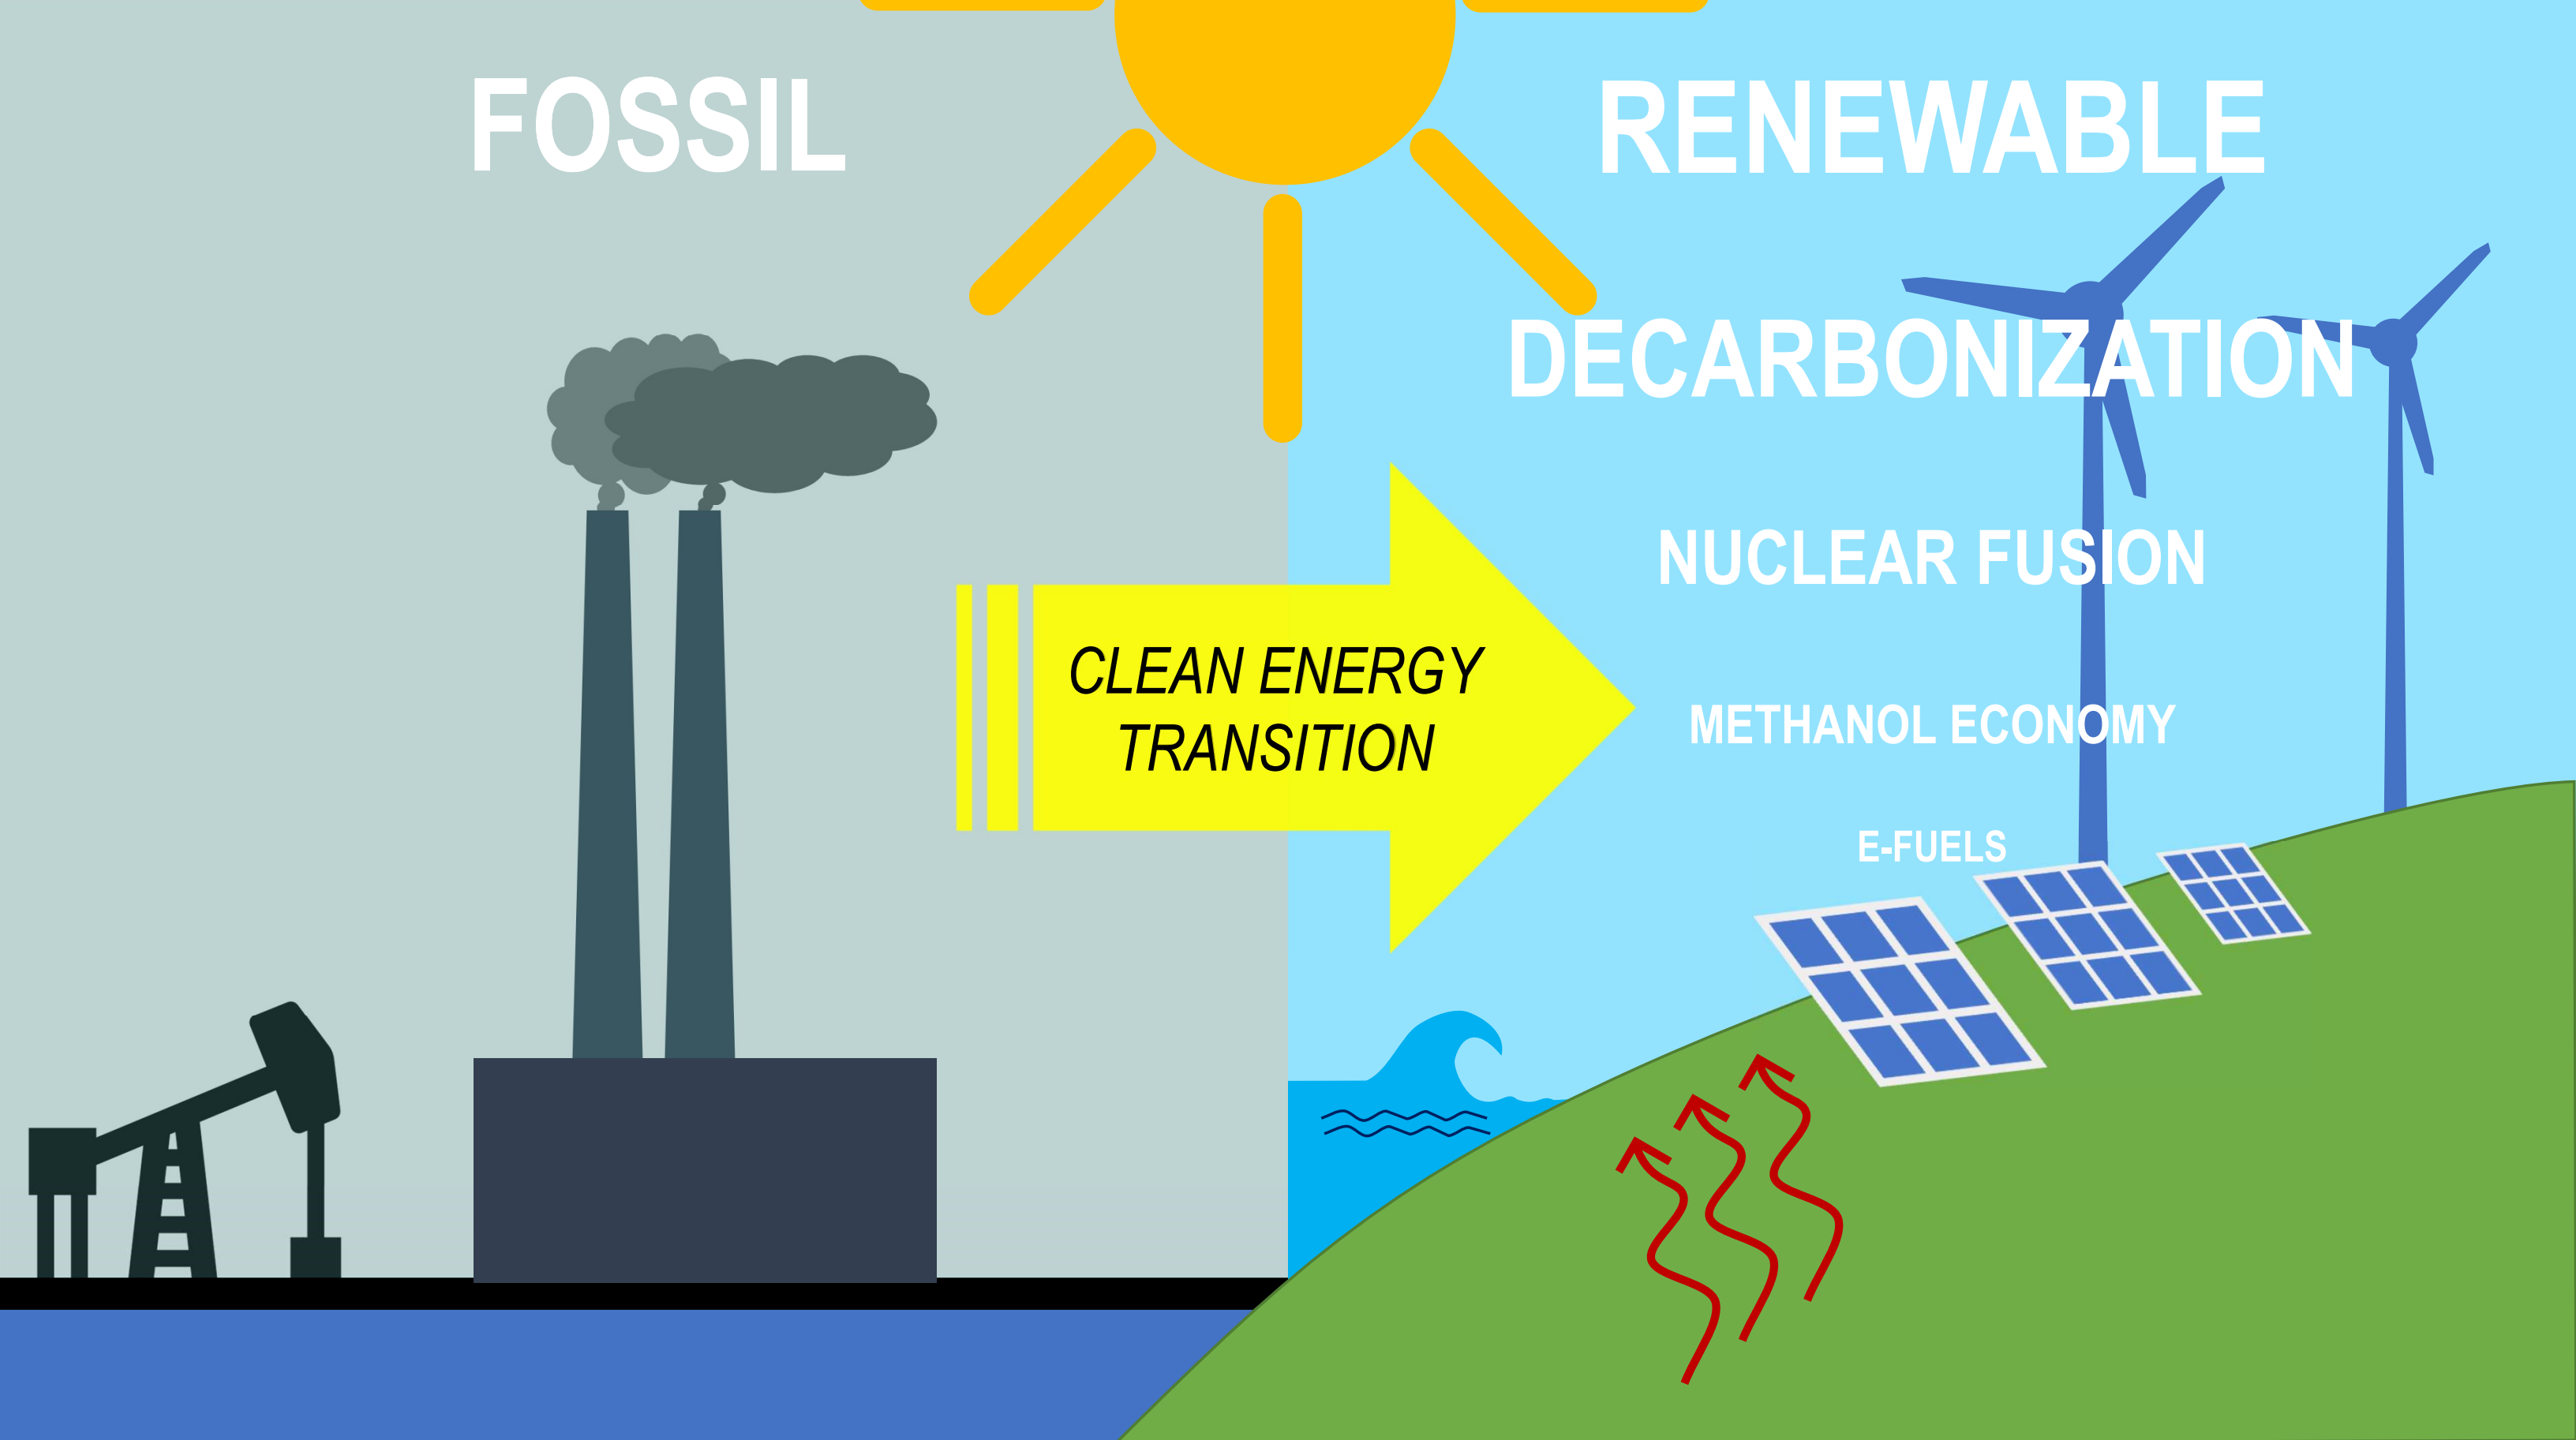 FOSSIL
RENEWABLE
DECARBONIZATION
NUCLEAR FUSION
CLEAN ENERGY
TRANSITION
METHANOL ECONOMY
E-FUELS